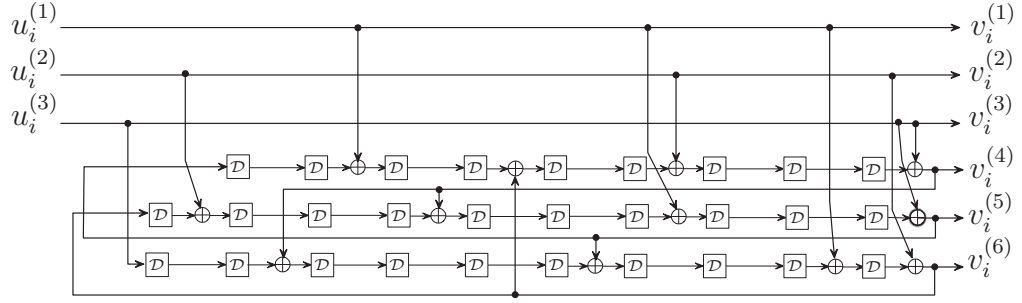 $u_i^{(1)}$ $v_i^{(1)}$
$u_i^{(2)}$ $v_i^{(2)}$
$u_i^{(3)}$ $v_i^{(3)}$
𝒟 𝒟 𝒟 𝒟 𝒟 𝒟 𝒟 𝒟 𝒟 $v_i^{(4)}$
𝒟 𝒟 𝒟 𝒟 𝒟 𝒟 𝒟 𝒟 𝒟 𝒟 $v_i^{(5)}$
𝒟 𝒟 𝒟 𝒟 𝒟 𝒟 𝒟 𝒟 𝒟 𝒟 $v_i^{(6)}$